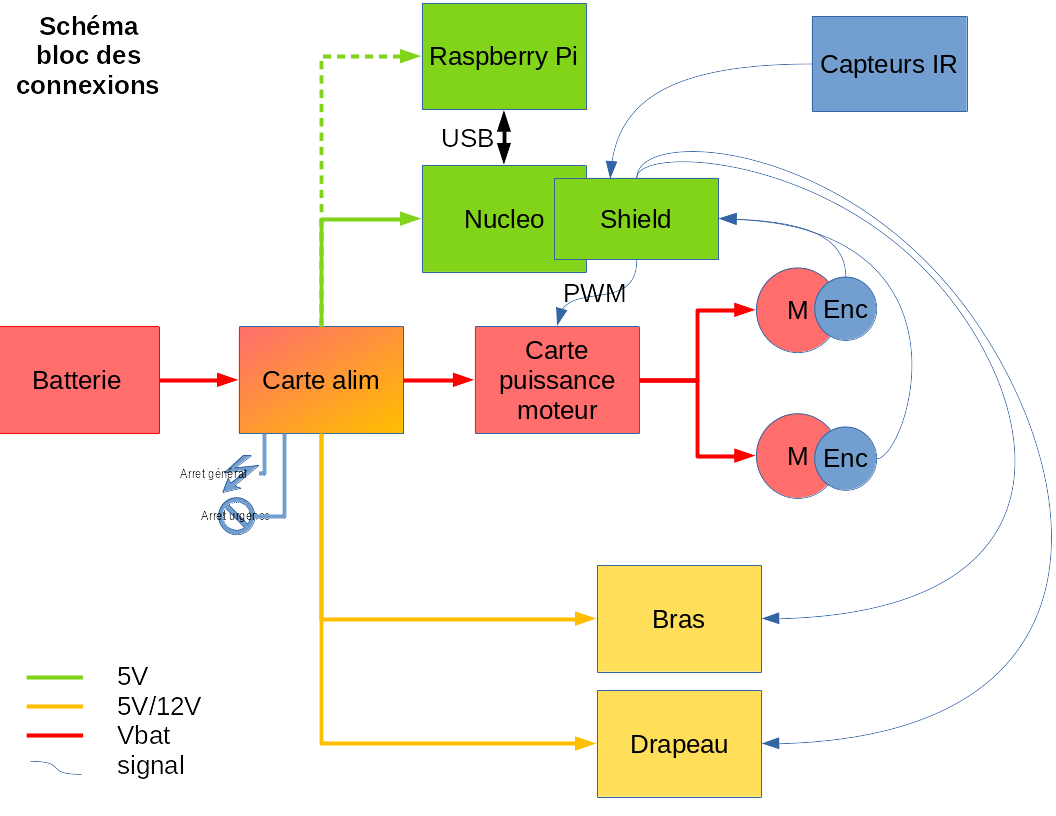 Schéma
bloc des
connexions
Raspberry Pi
Capteurs IR
USB
Nucleo
Shield
PWM
M
Enc
Batterie
Carte alim
Carte
puissance
moteur
M
Enc
Arret général
Arret urgence
Bras
Drapeau
5V
5V/12V
Vbat
signal